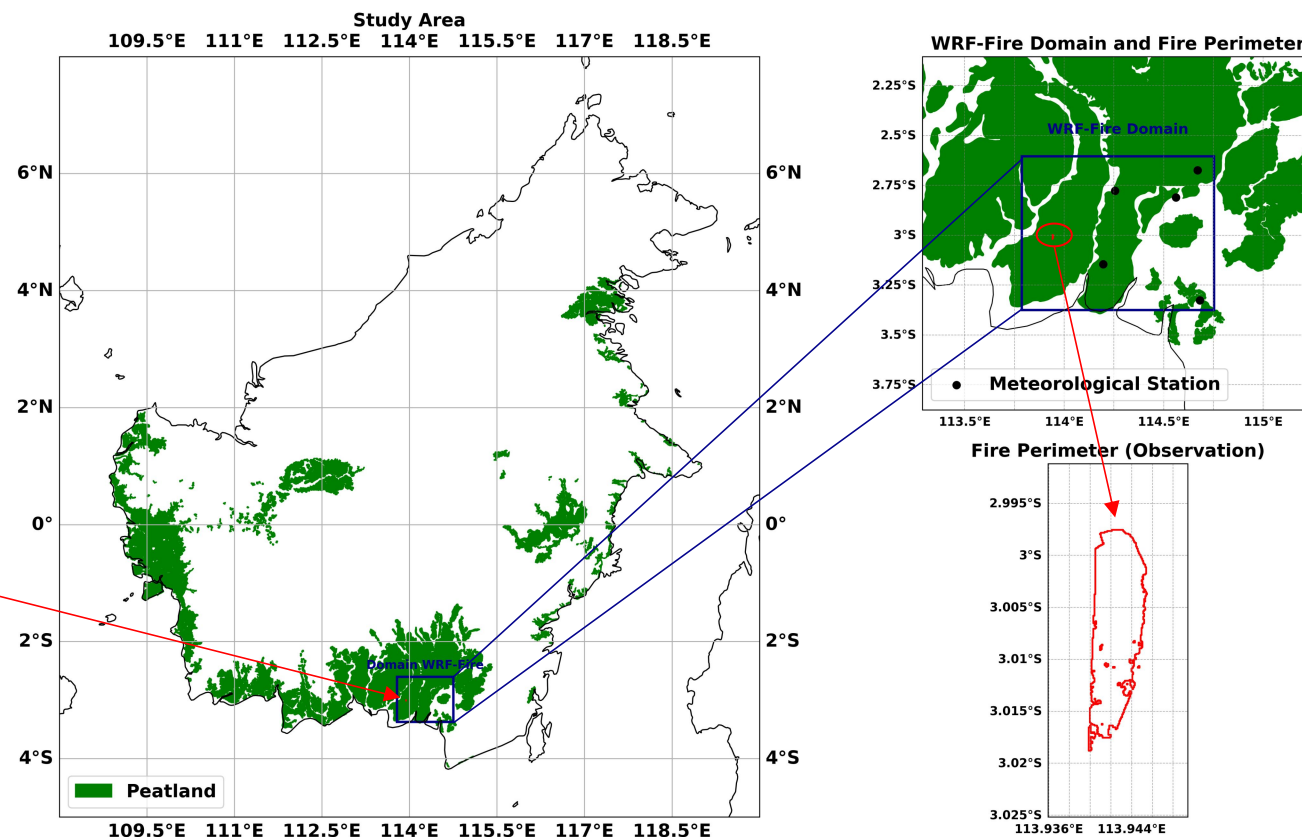 Study Area
109.5°E 111°E 112.5°E 114°E 115.5°E 117°E 118.5°E
6°N
4°N
2°N
0°
2°S
4°S
6°N
4°N
2°N
0°
2°S
4°S
Domain WRF-Fire
Peatland
109.5°E 111°E 112.5°E 114°E 115.5°E 117°E 118.5°E
WRF-Fire Domain and Fire Perimeter
2.25°S
2.5°S
2.75°S
3°S
3.25°S
3.5°S
3.75°S
WRF-Fire Domain
Meteorological Station
113.5°E 114°E 114.5°E 115°E
Fire Perimeter (Observation)
2.995°S
3°S
3.005°S
3.01°S
3.015°S
3.02°S
3.025°S
113.936°E 113.944°E